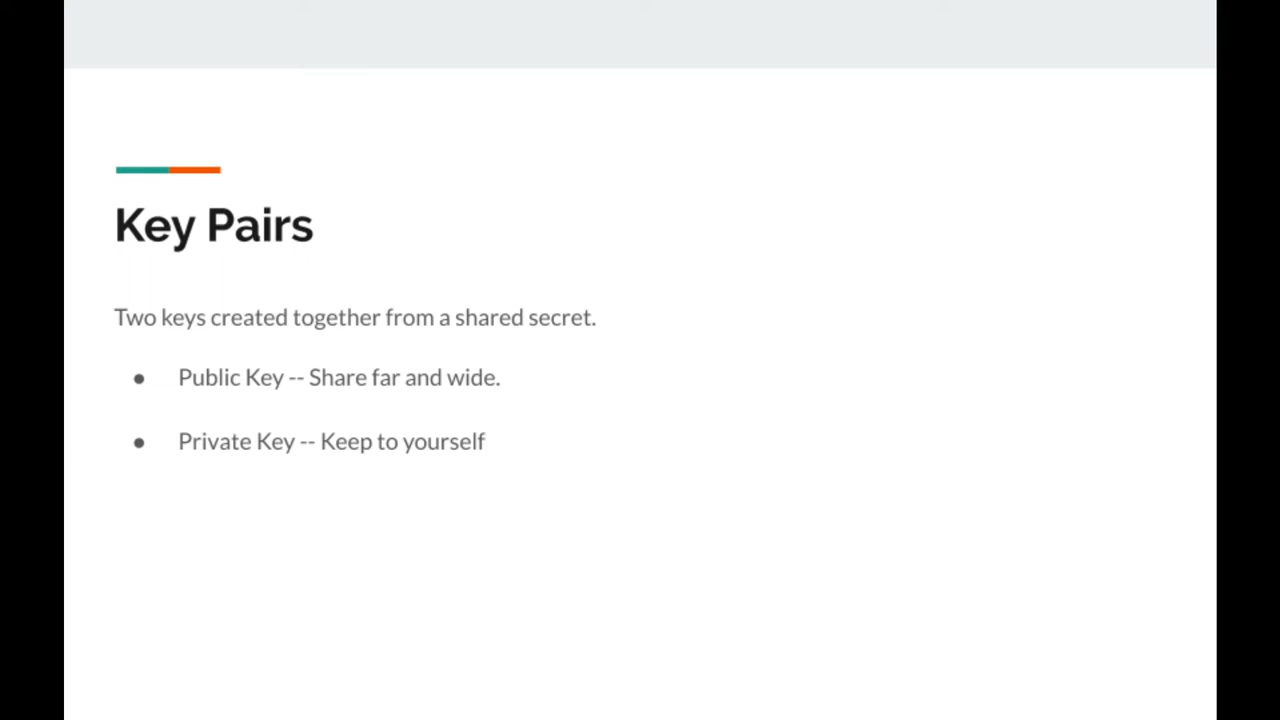 Key Pairs
Two keys created together from a shared secret.
● Public Key -- Share far and wide.
● Private Key -- Keep to yourself